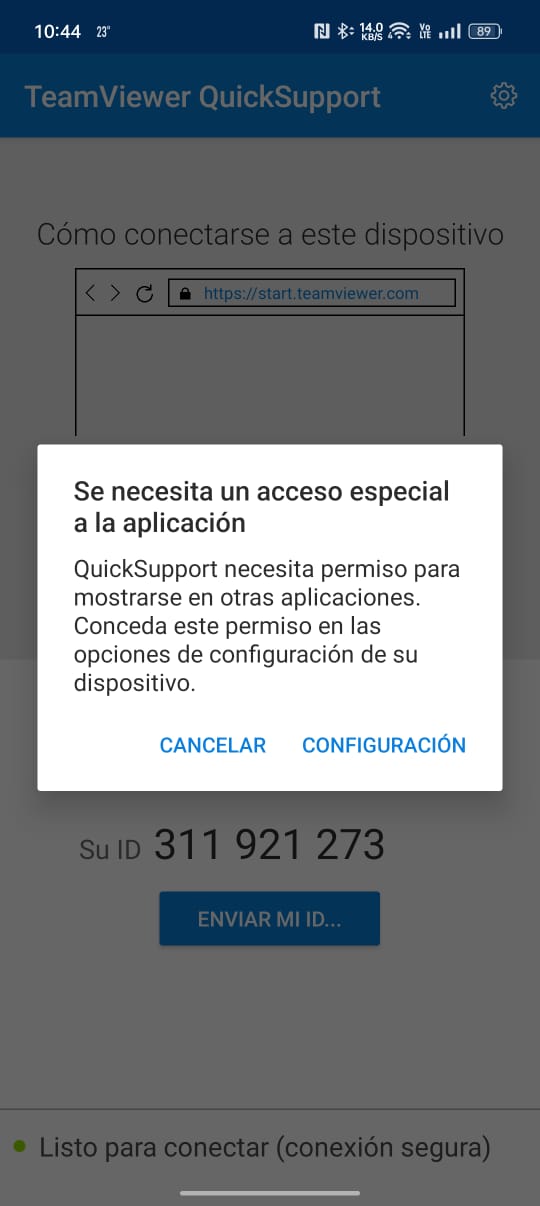 10:44 23° 14.0 KB/S Vo LTE 89
TeamViewer QuickSupport
Cómo conectarse a este dispositivo
https://start.teamviewer.com
Se necesita un acceso especial
a la aplicación
QuickSupport necesita permiso para
mostrarse en otras aplicaciones.
Conceda este permiso en las
opciones de configuración de su
dispositivo.
CANCELAR CONFIGURACIÓN
Su ID 311 921 273
ENVIAR MI ID...
Listo para conectar (conexión segura)